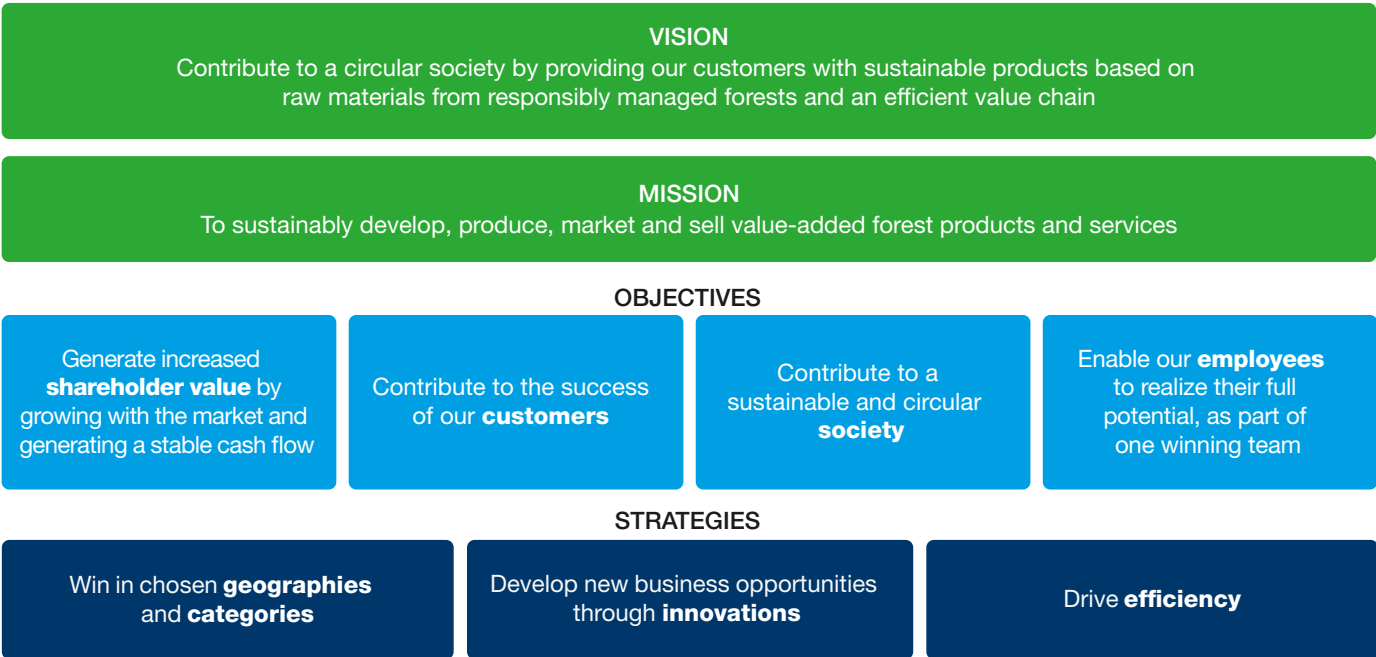 VISION
Contribute to a circular society by providing our customers with sustainable products based on
raw materials from responsibly managed forests and an efficient value chain
MISSION
To sustainably develop, produce, market and sell value-added forest products and services
OBJECTIVES
Generate increased
shareholder value by
growing with the market and
generating a stable cash flow
Contribute to the success
of our customers
Contribute to a
sustainable and circular
society
Enable our employees
to realize their full
potential, as part of
one winning team
STRATEGIES
Win in chosen geographies
and categories
Develop new business opportunities
through innovations
Drive efficiency